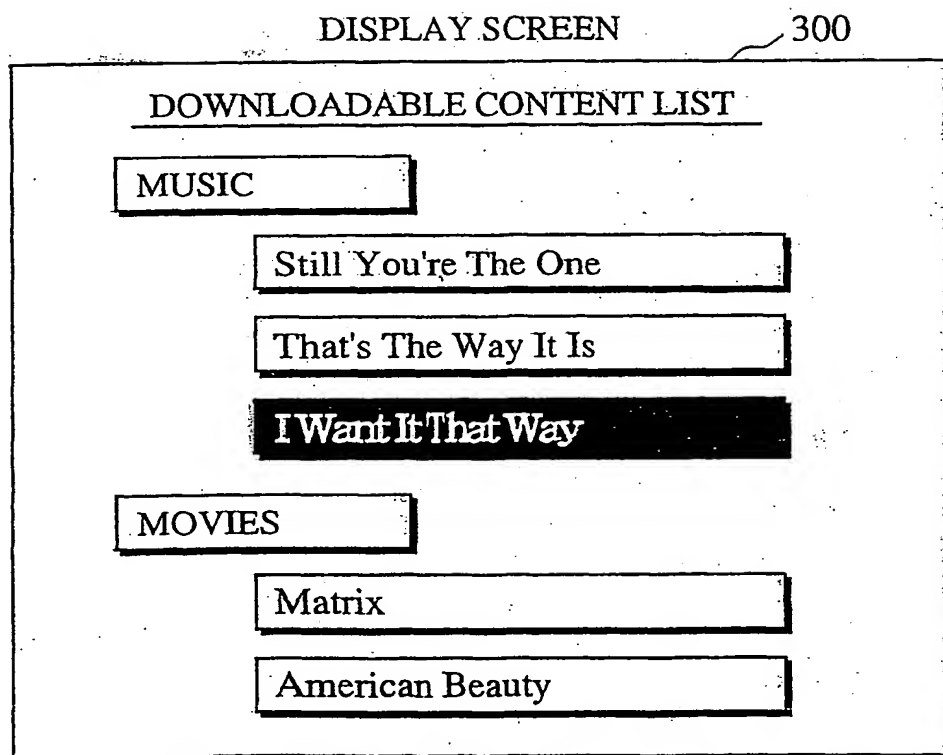 DISPLAY SCREEN 300
DOWNLOADABLE CONTENT LIST
MUSIC
Still You're The One
That's The Way It Is
I Want It That Way
MOVIES
Matrix
American Beauty